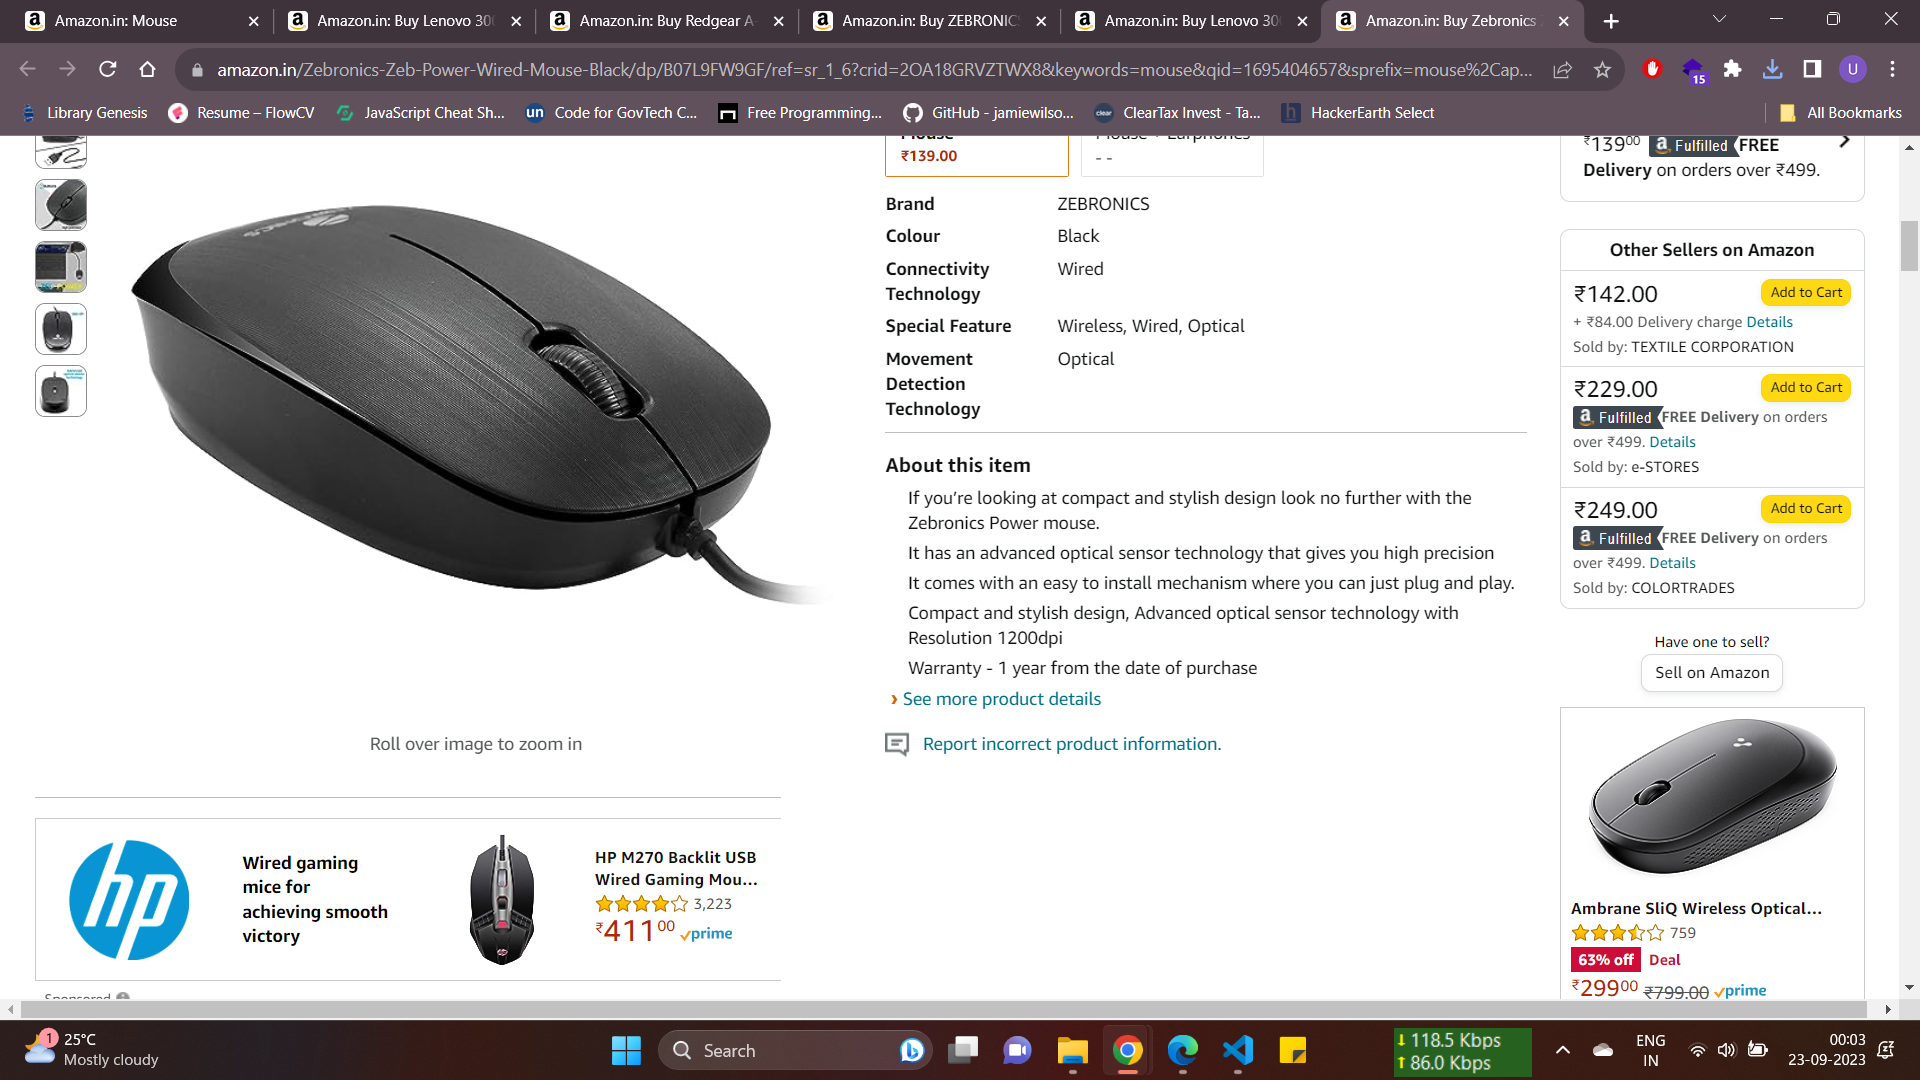 Amazon.in: Mouse
Amazon.in: Buy Lenovo 30
Amazon.in: Buy Redgear A
Amazon.in: Buy ZEBRONIC
Amazon.in: Buy Lenovo 30
Amazon.in: Buy Zebronics
amazon.in/Zebronics-Zeb-Power-Wired-Mouse-Black/dp/B07L9FW9GF/ref=sr_1_6?crid=2OA18GRVZTWX8&keywords=mouse&qid=1695404657&sprefix=mouse%2Cap...
15
U
Library Genesis
Resume – FlowCV
JavaScript Cheat Sh...
un
Code for GovTech C...
Free Programming...
GitHub - jamiewilso...
clear
ClearTax Invest - Ta...
h
HackerEarth Select
All Bookmarks
Mouse
₹139.00
Mouse + Earphones
- -
Brand ZEBRONICS
Colour Black
Connectivity Wired
Technology
Special Feature Wireless, Wired, Optical
Movement Optical
Detection
Technology
About this item
If you’re looking at compact and stylish design look no further with the
Zebronics Power mouse.
It has an advanced optical sensor technology that gives you high precision
It comes with an easy to install mechanism where you can just plug and play.
Compact and stylish design, Advanced optical sensor technology with
Resolution 1200dpi
Warranty - 1 year from the date of purchase
› See more product details
Report incorrect product information.
Roll over image to zoom in
hp
Wired gaming
mice for
achieving smooth
victory
HP M270 Backlit USB
Wired Gaming Mou...
3,223
₹41100 prime
Sponsored
₹13900 a Fulfilled FREE
Delivery on orders over ₹499.
Other Sellers on Amazon
₹142.00 Add to Cart
+ ₹84.00 Delivery charge Details
Sold by: TEXTILE CORPORATION
₹229.00 Add to Cart
a Fulfilled FREE Delivery on orders
over ₹499. Details
Sold by: e-STORES
₹249.00 Add to Cart
a Fulfilled FREE Delivery on orders
over ₹499. Details
Sold by: COLORTRADES
Have one to sell?
Sell on Amazon
Ambrane SliQ Wireless Optical...
759
63% off Deal
₹29900 ₹799.00 prime
1
25°C
Mostly cloudy
Search
118.5 Kbps
86.0 Kbps
ENG
IN
00:03
23-09-2023